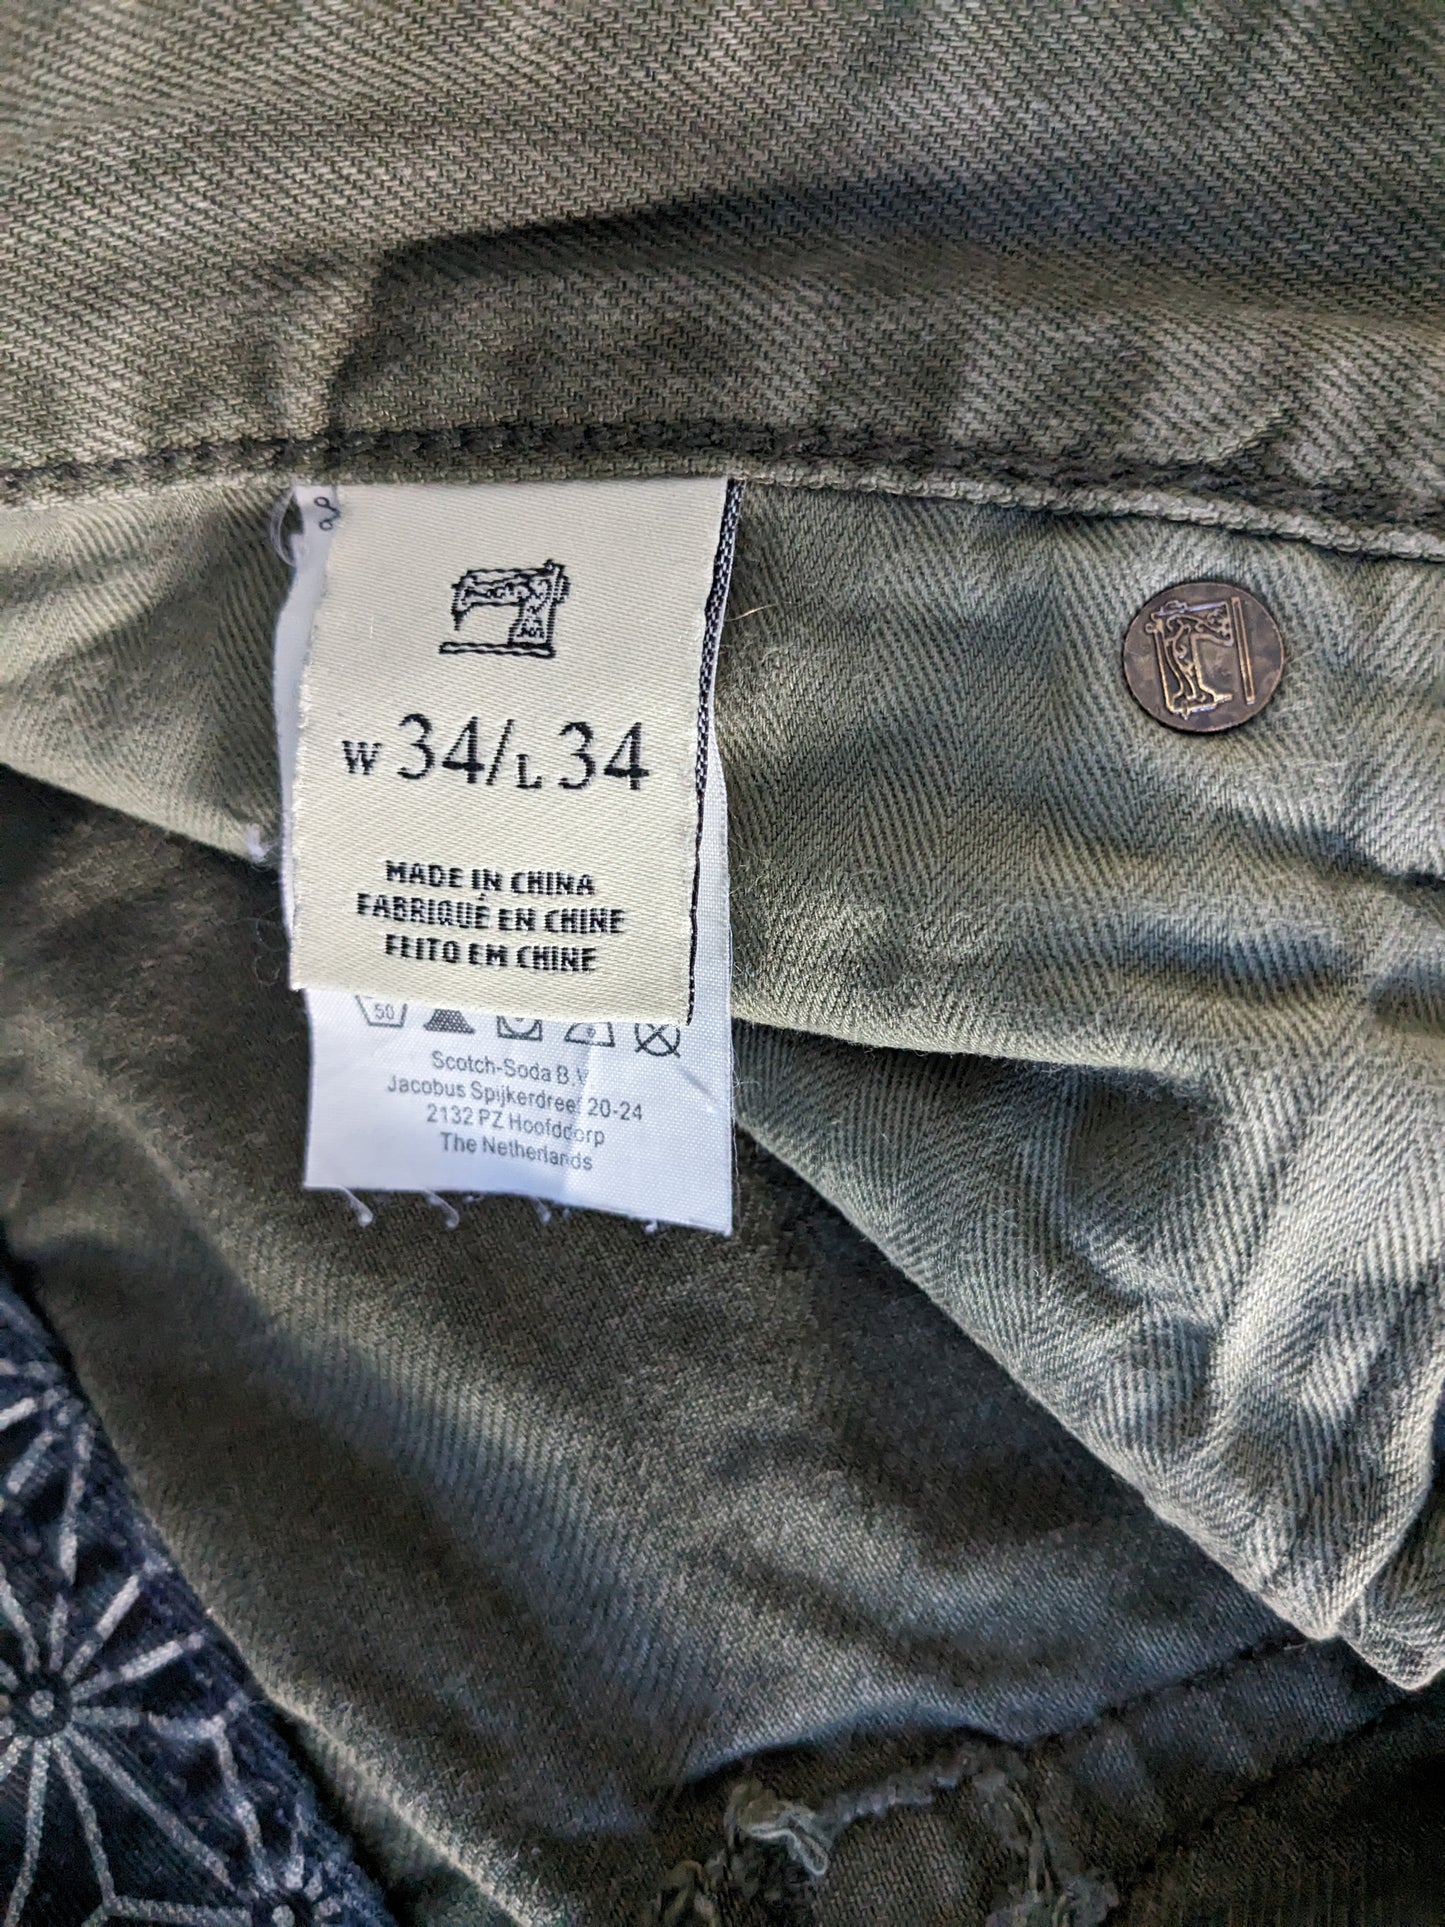 W 34/L 34
MADE IN CHINA
FABRIQUÉ EN CHINE
FEITO EM CHINE
50
Scotch-Soda B.V
Jacobus Spijkerdreef 20-24
2132 PZ Hoofddorp
The Netherlands